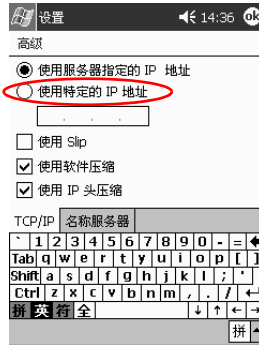 设置 14:36 ok
高级
使用服务器指定的 IP 地址
使用特定的 IP 地址
. . .
使用 Slip
使用软件压缩
使用 IP 头压缩
TCP/IP 名称服务器
` 1 2 3 4 5 6 7 8 9 0 - =
Tab q w e r t y u i o p [ ]
Shift a s d f g h j k l ; '
Ctrl z x c v b n m , . /
拼 英 符 全
拼